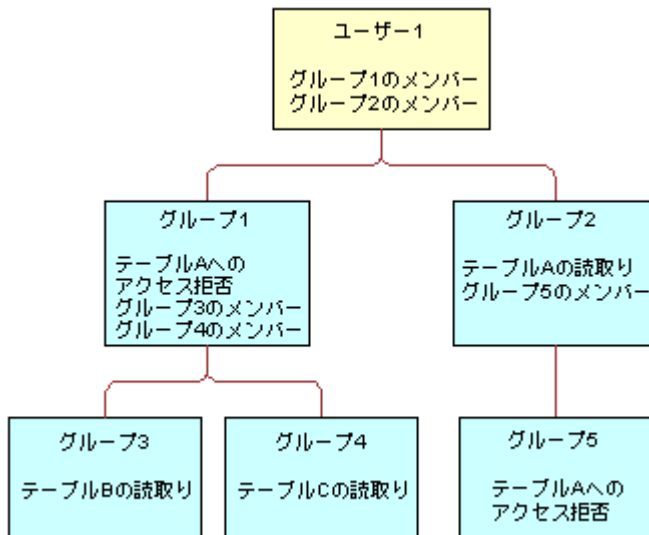 ユーザー1
グループ1のメンバー
グループ2のメンバー
グループ1
テーブルAへの
アクセス拒否
グループ3のメンバー
グループ4のメンバー
グループ2
テーブルAの読取り
グループ5のメンバー
グループ3
テーブルBの読取り
グループ4
テーブルCの読取り
グループ5
テーブルAへの
アクセス拒否